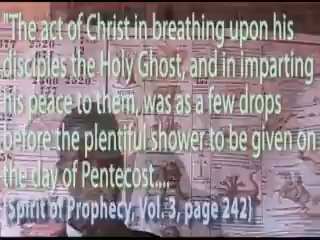 "The act of Christ in breathing upon his
disciples the Holy Ghost, and in imparting
his peace to them, was as a few drops
before the plentiful shower to be given on
the day of Pentecost....
(Spirit of Prophecy, Vol. 3, page 242)